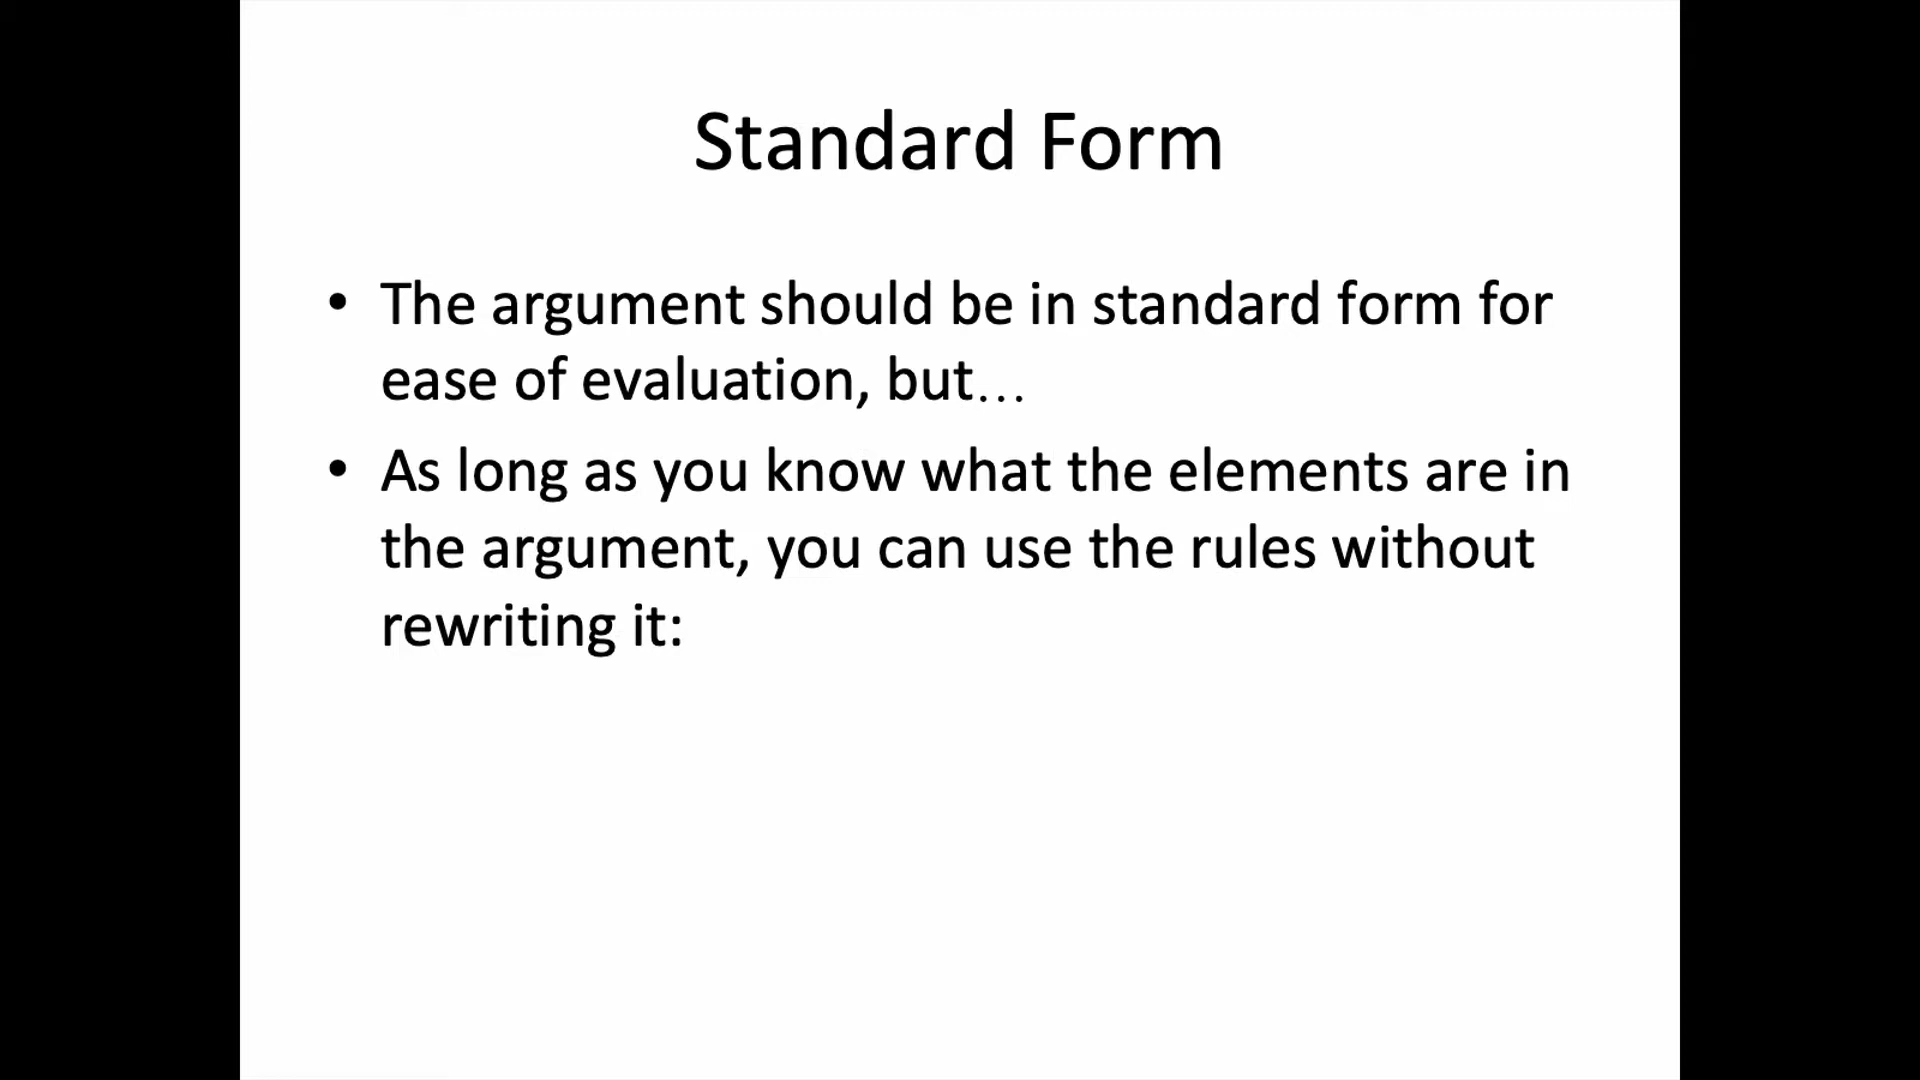 Standard Form
• The argument should be in standard form for
ease of evaluation, but…
• As long as you know what the elements are in
the argument, you can use the rules without
rewriting it: